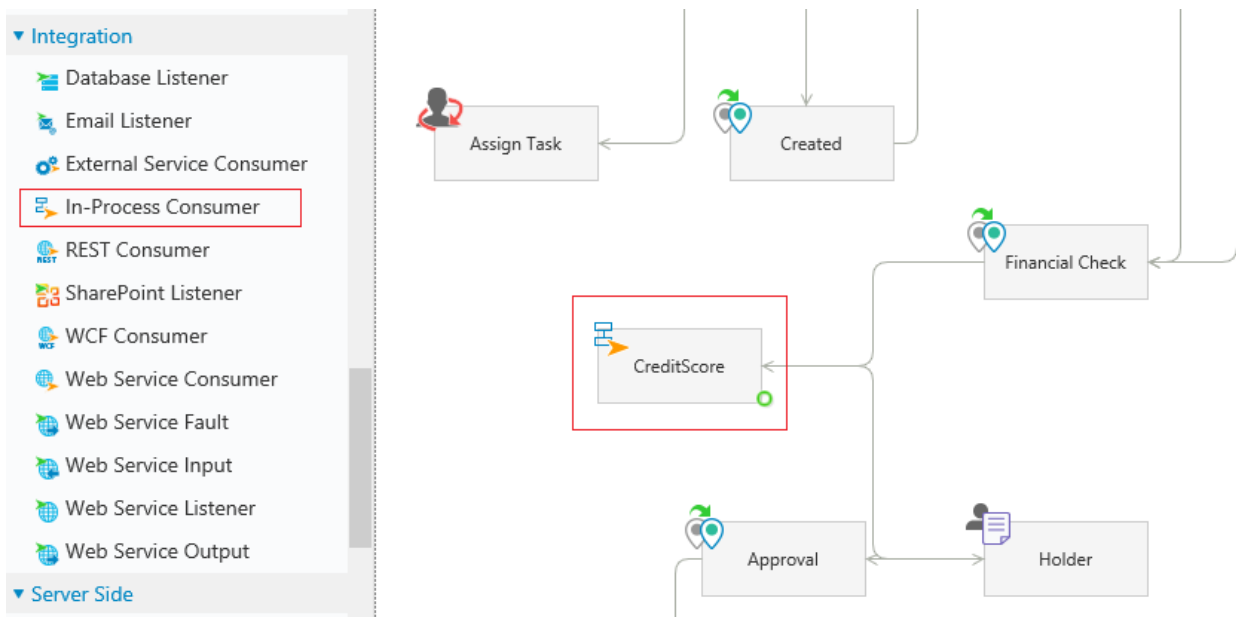 Integration
Database Listener
Email Listener
External Service Consumer
In-Process Consumer
REST
REST Consumer
SharePoint Listener
WCF
WCF Consumer
Web Service Consumer
Web Service Fault
Web Service Input
Web Service Listener
Web Service Output
Server Side
Assign Task
Created
Financial Check
CreditScore
Approval
Holder